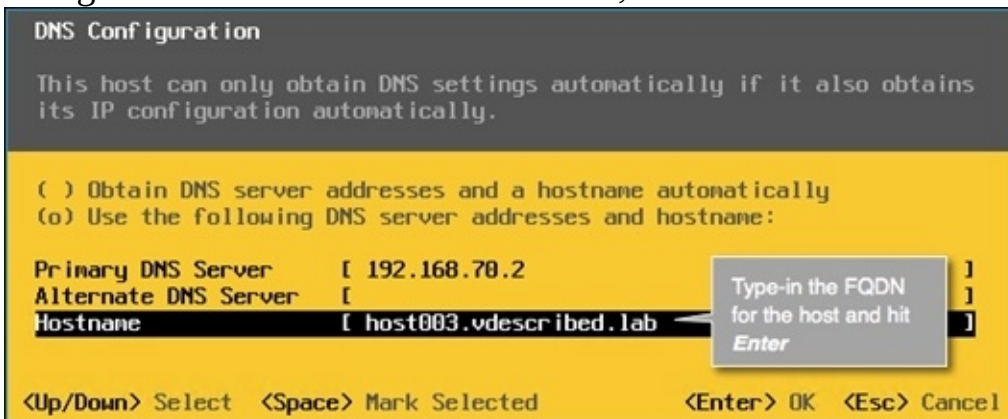 DNS Configuration
This host can only obtain DNS settings automatically if it also obtains
its IP configuration automatically.
( ) Obtain DNS server addresses and a hostname automatically
(o) Use the following DNS server addresses and hostname:
Primary DNS Server [ 192.168.70.2 ]
Alternate DNS Server [ ]
Hostname [ host003.vdescribed.lab ]
Type-in the FQDN
for the host and hit
Enter
<Up/Down> Select <Space> Mark Selected <Enter> OK <Esc> Cancel